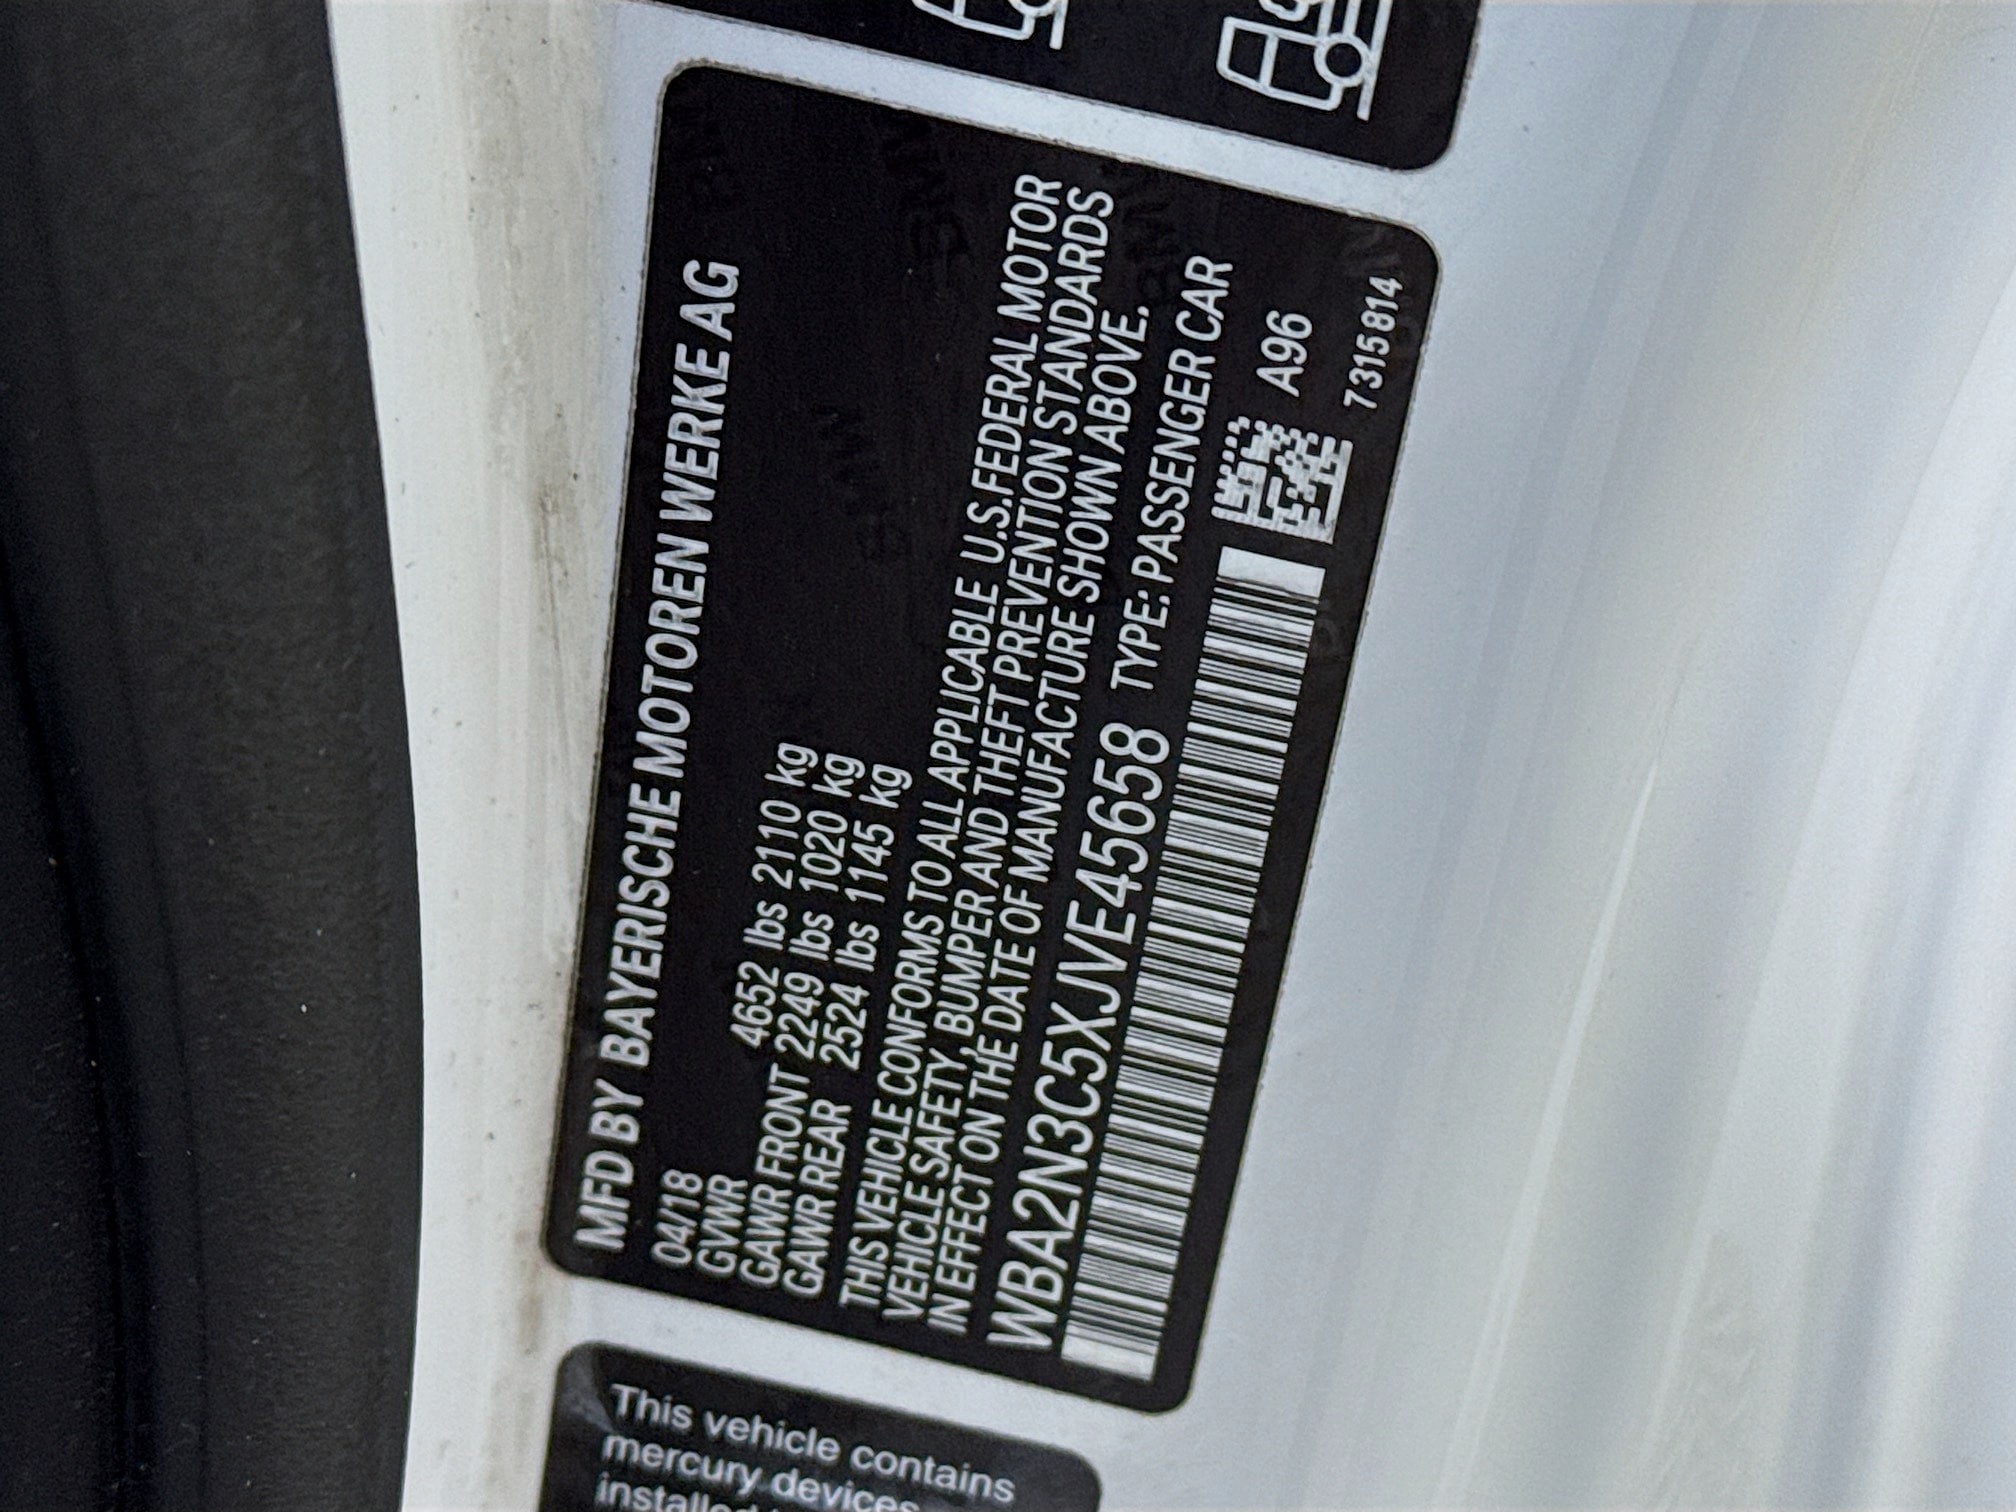 MFD BY BAYERISCHE MOTOREN WERKE AG
04/18
GVWR 4652 lbs 2110 kg
GAWR FRONT 2249 lbs 1020 kg
GAWR REAR 2524 lbs 1145 kg
THIS VEHICLE CONFORMS TO ALL APPLICABLE U.S.FEDERAL MOTOR
VEHICLE SAFETY, BUMPER AND THEFT PREVENTION STANDARDS
IN EFFECT ON THE DATE OF MANUFACTURE SHOWN ABOVE.
WBA2N3C5XJVE45658 TYPE: PASSENGER CAR
A96
7315814
This vehicle contains
mercury devices
installed